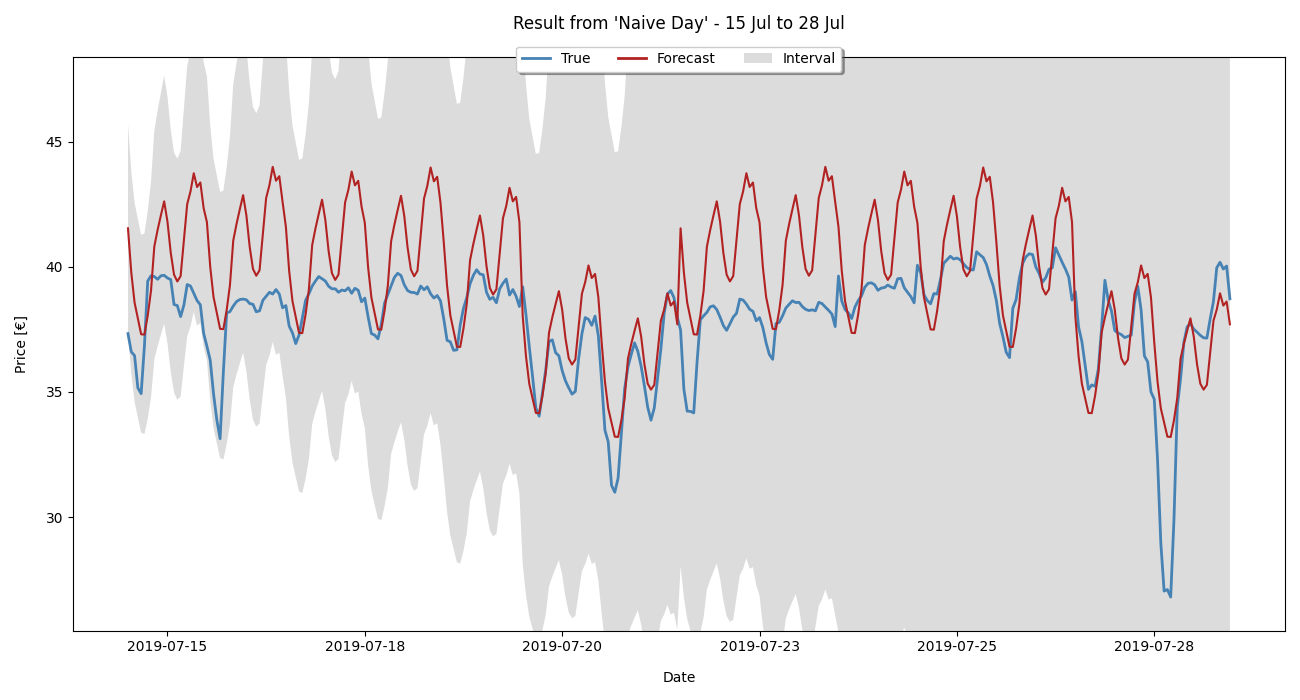 Result from 'Naive Day' - 15 Jul to 28 Jul
True Forecast Interval
Price [€]
45
40
35
30
2019-07-15 2019-07-18 2019-07-20 2019-07-23 2019-07-25 2019-07-28
Date